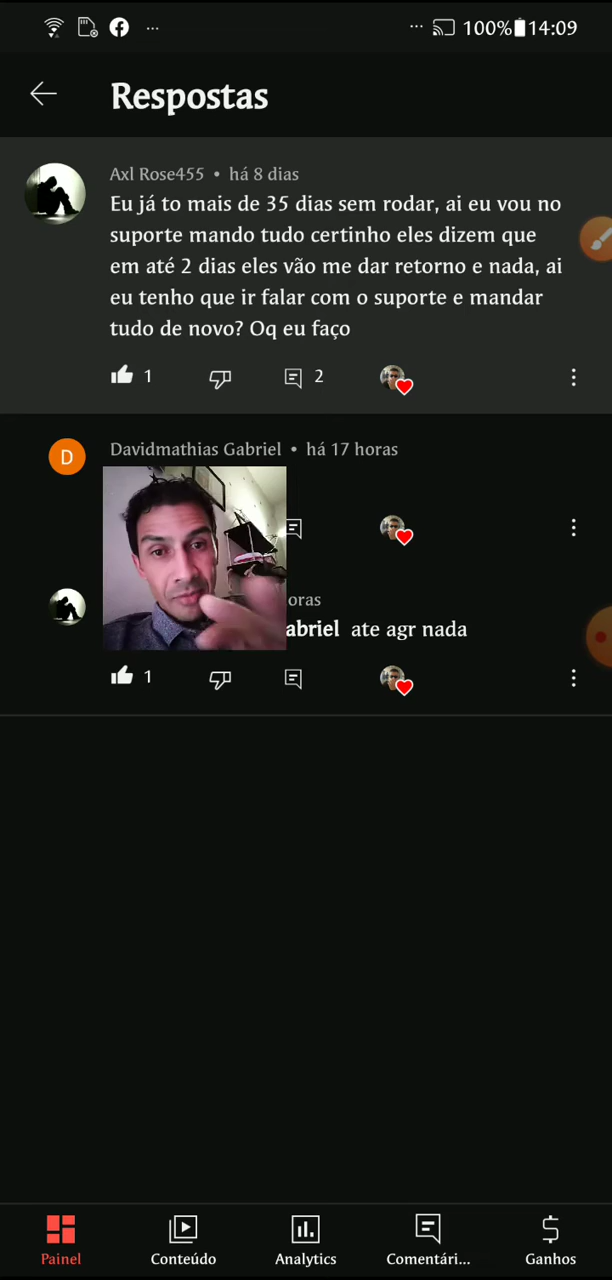 100% 14:09
Respostas
Axl Rose455 • há 8 dias
Eu já to mais de 35 dias sem rodar, ai eu vou no
suporte mando tudo certinho eles dizem que
em até 2 dias eles vão me dar retorno e nada, ai
eu tenho que ir falar com o suporte e mandar
tudo de novo? Oq eu faço
1 2
D
Davidmathias Gabriel • há 17 horas
oras
abriel ate agr nada
1
Painel Conteúdo Analytics Comentári... Ganhos